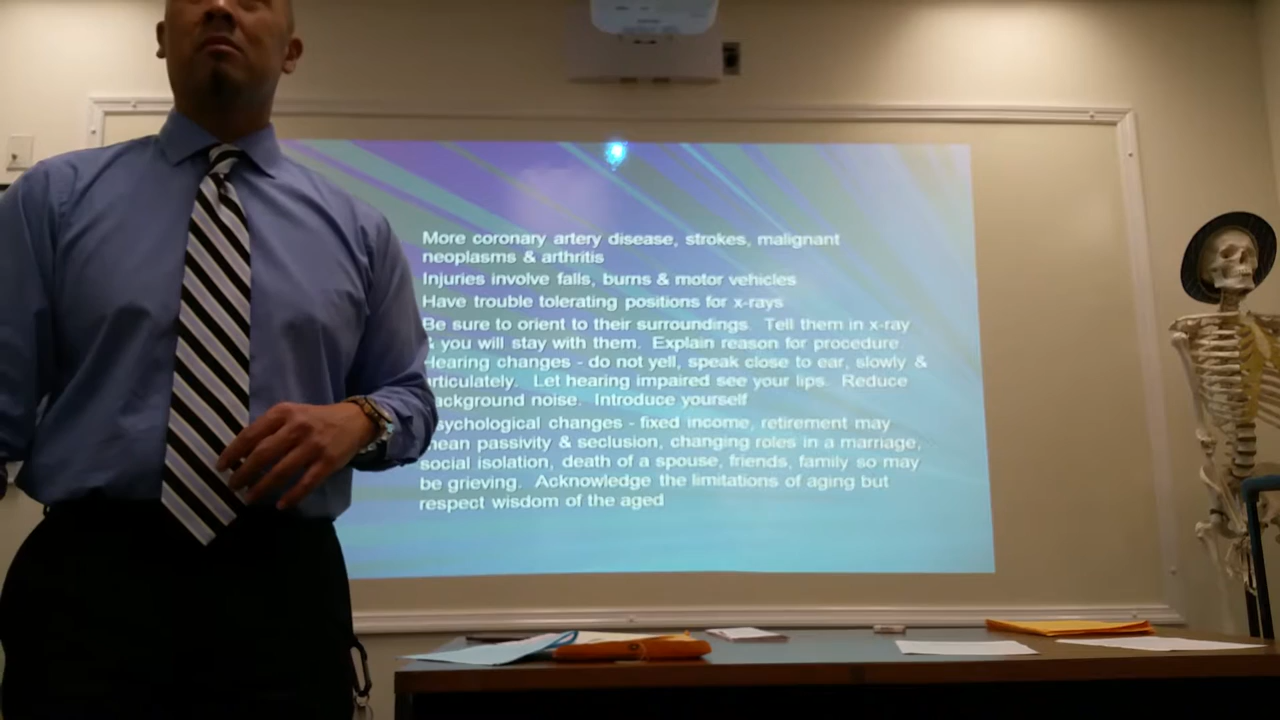 More coronary artery disease, strokes, malignant
neoplasms & arthritis
Injuries involve falls, burns & motor vehicles
Have trouble tolerating positions for x-rays
Be sure to orient to their surroundings. Tell them in x-ray
& you will stay with them. Explain reason for procedure.
Hearing changes - do not yell, speak close to ear, slowly &
rticulately. Let hearing impaired see your lips. Reduce
ackground noise. Introduce yourself
sychological changes - fixed income, retirement may
ean passivity & seclusion, changing roles in a marriage,
social isolation, death of a spouse, friends, family so may
be grieving. Acknowledge the limitations of aging but
respect wisdom of the aged